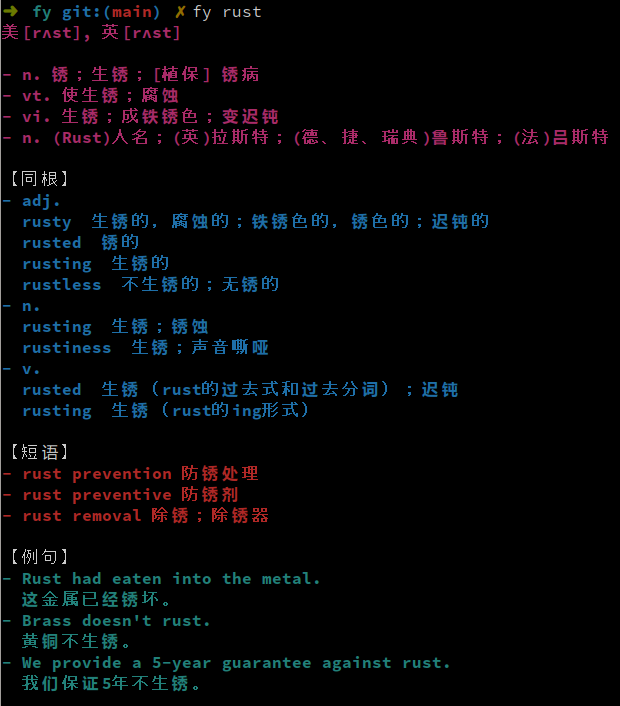 ➜ fy git:(main) ✗ fy rust
美[rʌst], 英[rʌst]
- n. 锈；生锈；[植保] 锈病
- vt. 使生锈；腐蚀
- vi. 生锈；成铁锈色；变迟钝
- n. (Rust)人名；(英)拉斯特；(德、捷、瑞典)鲁斯特；(法)吕斯特
【同根】
- adj.
rusty 生锈的，腐蚀的；铁锈色的，锈色的；迟钝的
rusted 锈的
rusting 生锈的
rustless 不生锈的；无锈的
- n.
rusting 生锈；锈蚀
rustiness 生锈；声音嘶哑
- v.
rusted 生锈（rust的过去式和过去分词）；迟钝
rusting 生锈（rust的ing形式）
【短语】
- rust prevention 防锈处理
- rust preventive 防锈剂
- rust removal 除锈；除锈器
【例句】
- Rust had eaten into the metal.
这金属已经锈坏。
- Brass doesn't rust.
黄铜不生锈。
- We provide a 5-year guarantee against rust.
我们保证5年不生锈。